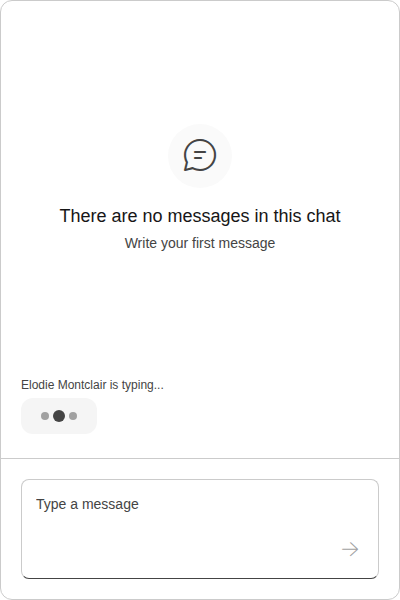 There are no messages in this chat
Write your first message
Elodie Montclair is typing...
Type a message